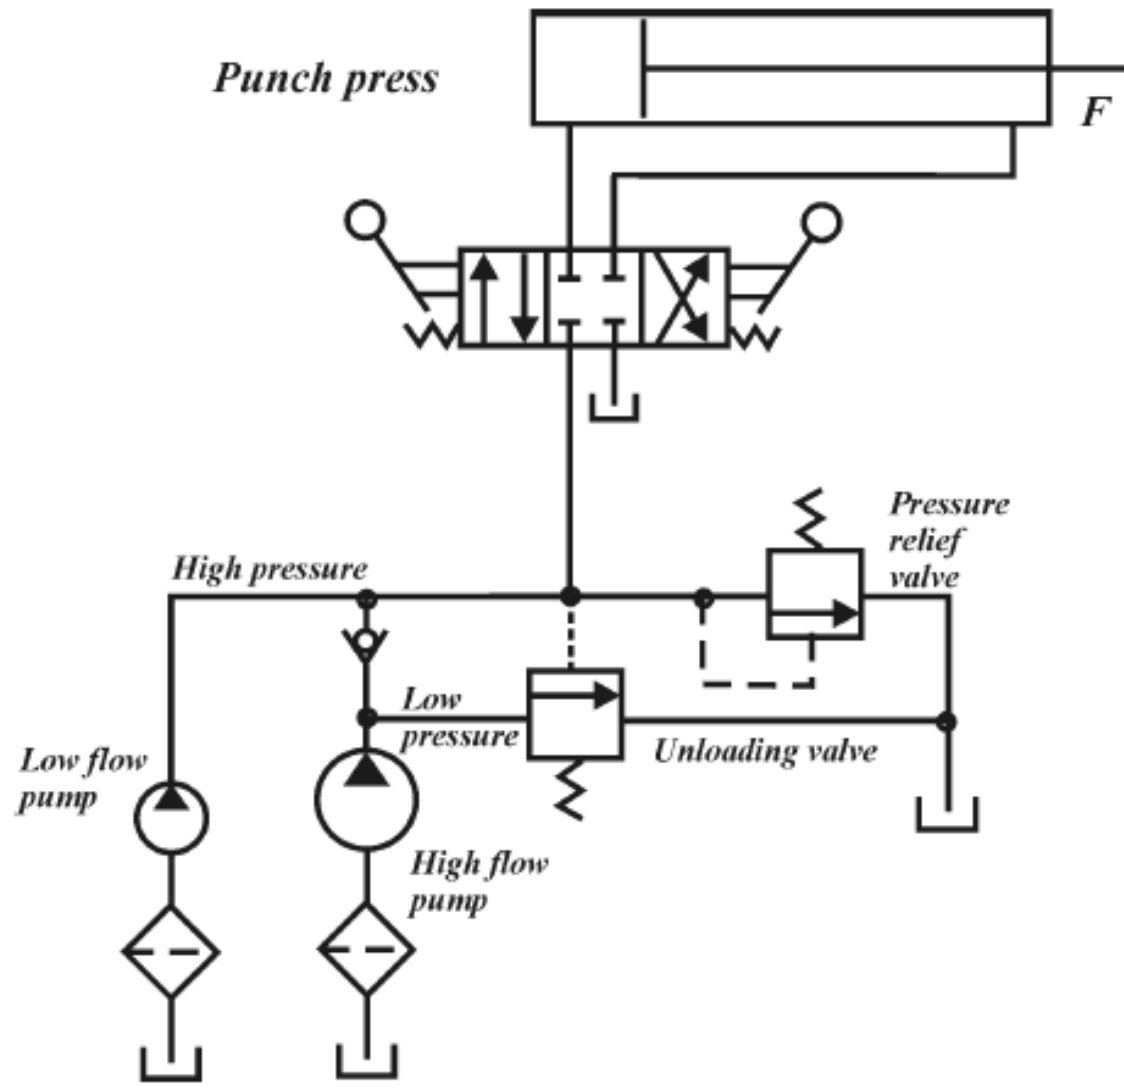 Punch press
F
Pressure
relief
valve
High pressure
Low
pressure
Unloading valve
Low flow
pump
High flow
pump